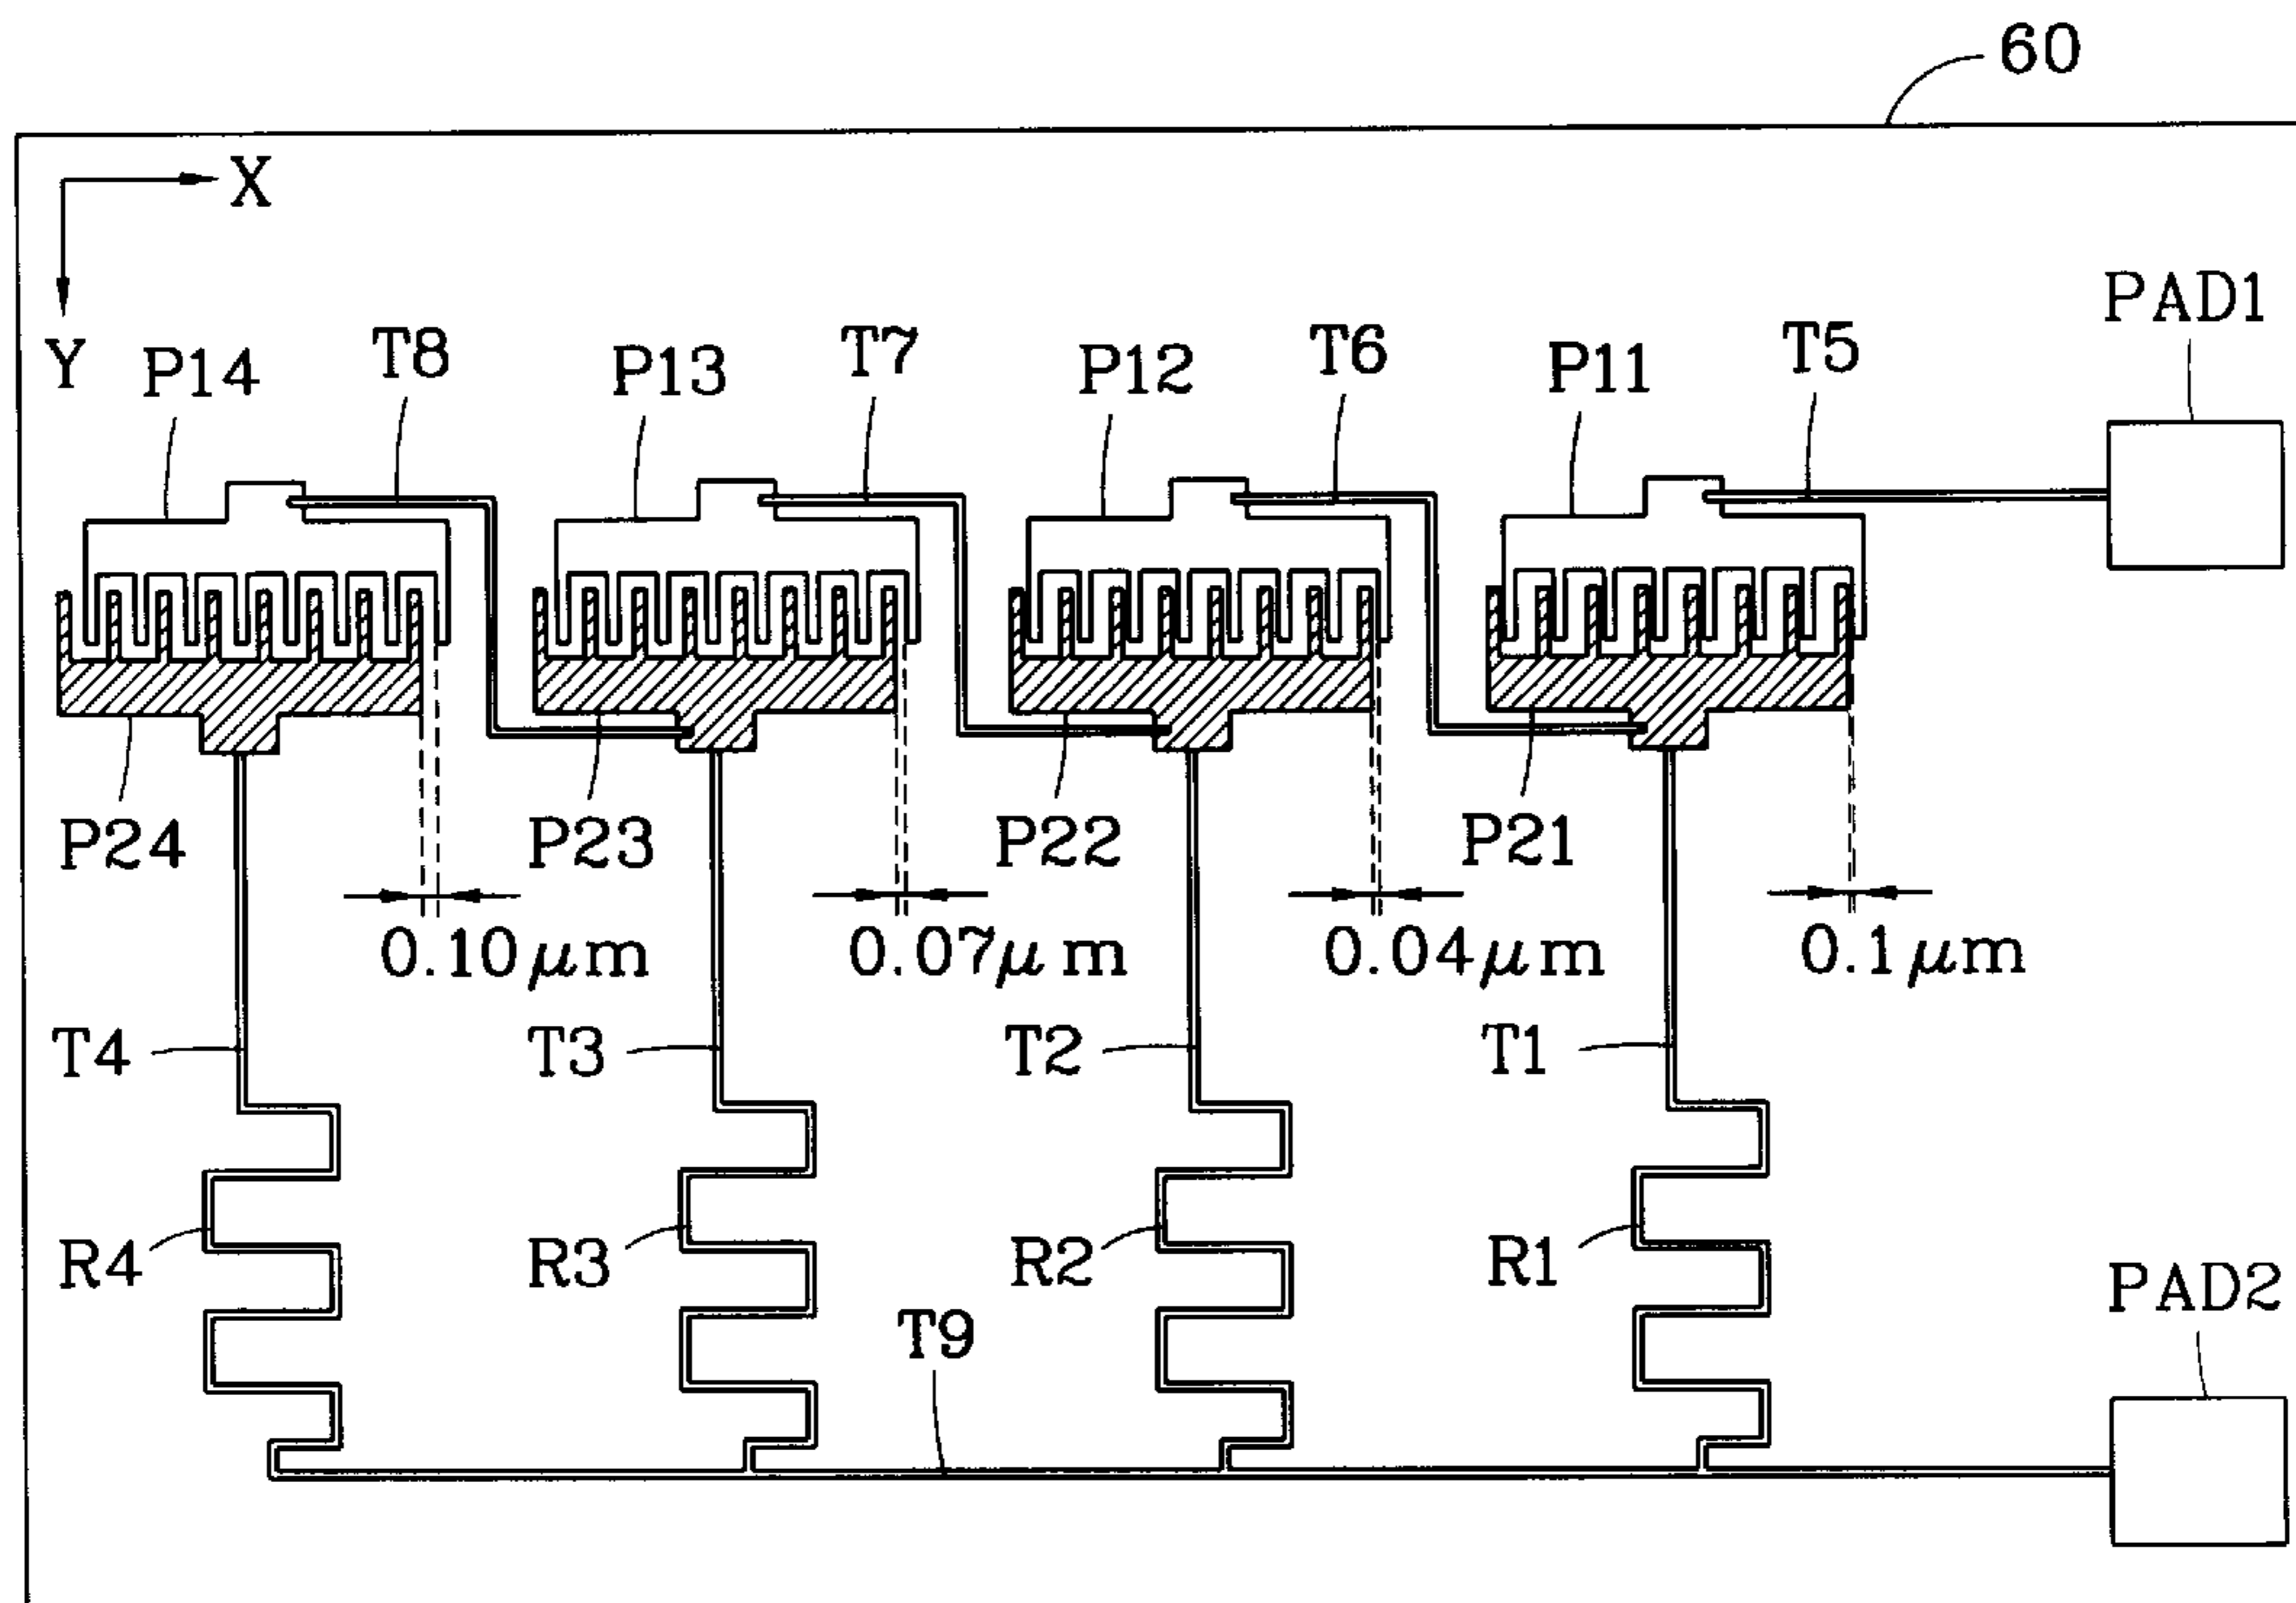 60
X
Y
PAD1
P14
T8
P13
T7
P12
T6
P11
T5
P24
P23
P22
P21
0.10μm
0.07μm
0.04μm
0.1μm
T4
T3
T2
T1
R4
R3
R2
R1
T9
PAD2